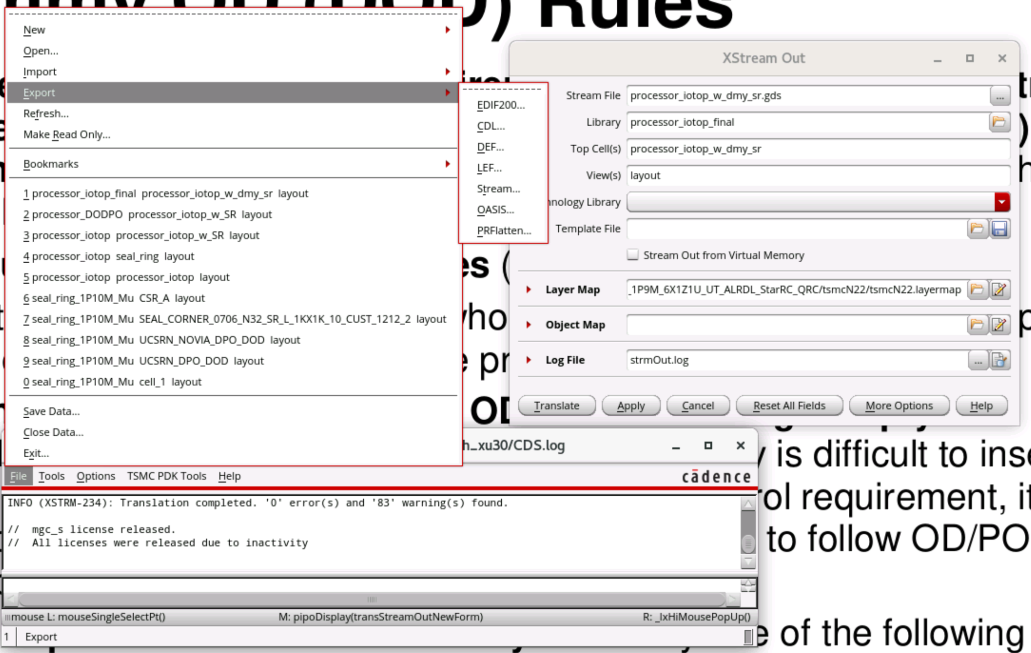 Rules
New
Open...
Import
Export
Refresh...
Make Read Only...
Bookmarks
1 processor_iotop_final processor_iotop_w_dmy_sr layout
2 processor_DODPO processor_iotop_w_SR layout
3 processor_iotop processor_iotop_w_SR layout
4 processor_iotop seal_ring layout
5 processor_iotop processor_iotop layout
6 seal_ring_1P10M_Mu CSR_A layout
7 seal_ring_1P10M_Mu SEAL_CORNER_0706_N32_SR_L_1KX1K_10_CUST_1212_2 layout
8 seal_ring_1P10M_Mu UCSRN_NOVIA_DPO_DOD layout
9 seal_ring_1P10M_Mu UCSRN_DPO_DOD layout
0 seal_ring_1P10M_Mu cell_1 layout
Save Data...
Close Data...
Exit...
EDIF200...
CDL...
DEF...
LEF...
Stream...
OASIS...
PRFlatten...
XStream Out
Stream File processor_iotop_w_dmy_sr.gds ...
Library processor_iotop_final
Top Cell(s) processor_iotop_w_dmy_sr
View(s) layout
nology Library
Template File
Stream Out from Virtual Memory
Layer Map _1P9M_6X1Z1U_UT_ALRDL_StarRC_QRC/tsmcN22/tsmcN22.layermap
Object Map
Log File strmOut.log ...
Translate Apply Cancel Reset All Fields More Options Help
h_xu30/CDS.log
File Tools Options TSMC PDK Tools Help cādence
INFO (XSTRM-234): Translation completed. '0' error(s) and '83' warning(s) found.
// mgc_s license released.
// All licenses were released due to inactivity
mouse L: mouseSingleSelectPt() M: pipoDisplay(transStreamOutNewForm) R: _lxHiMousePopUp()
1 Export
is difficult to inse
rol requirement, it
to follow OD/PO
e of the following